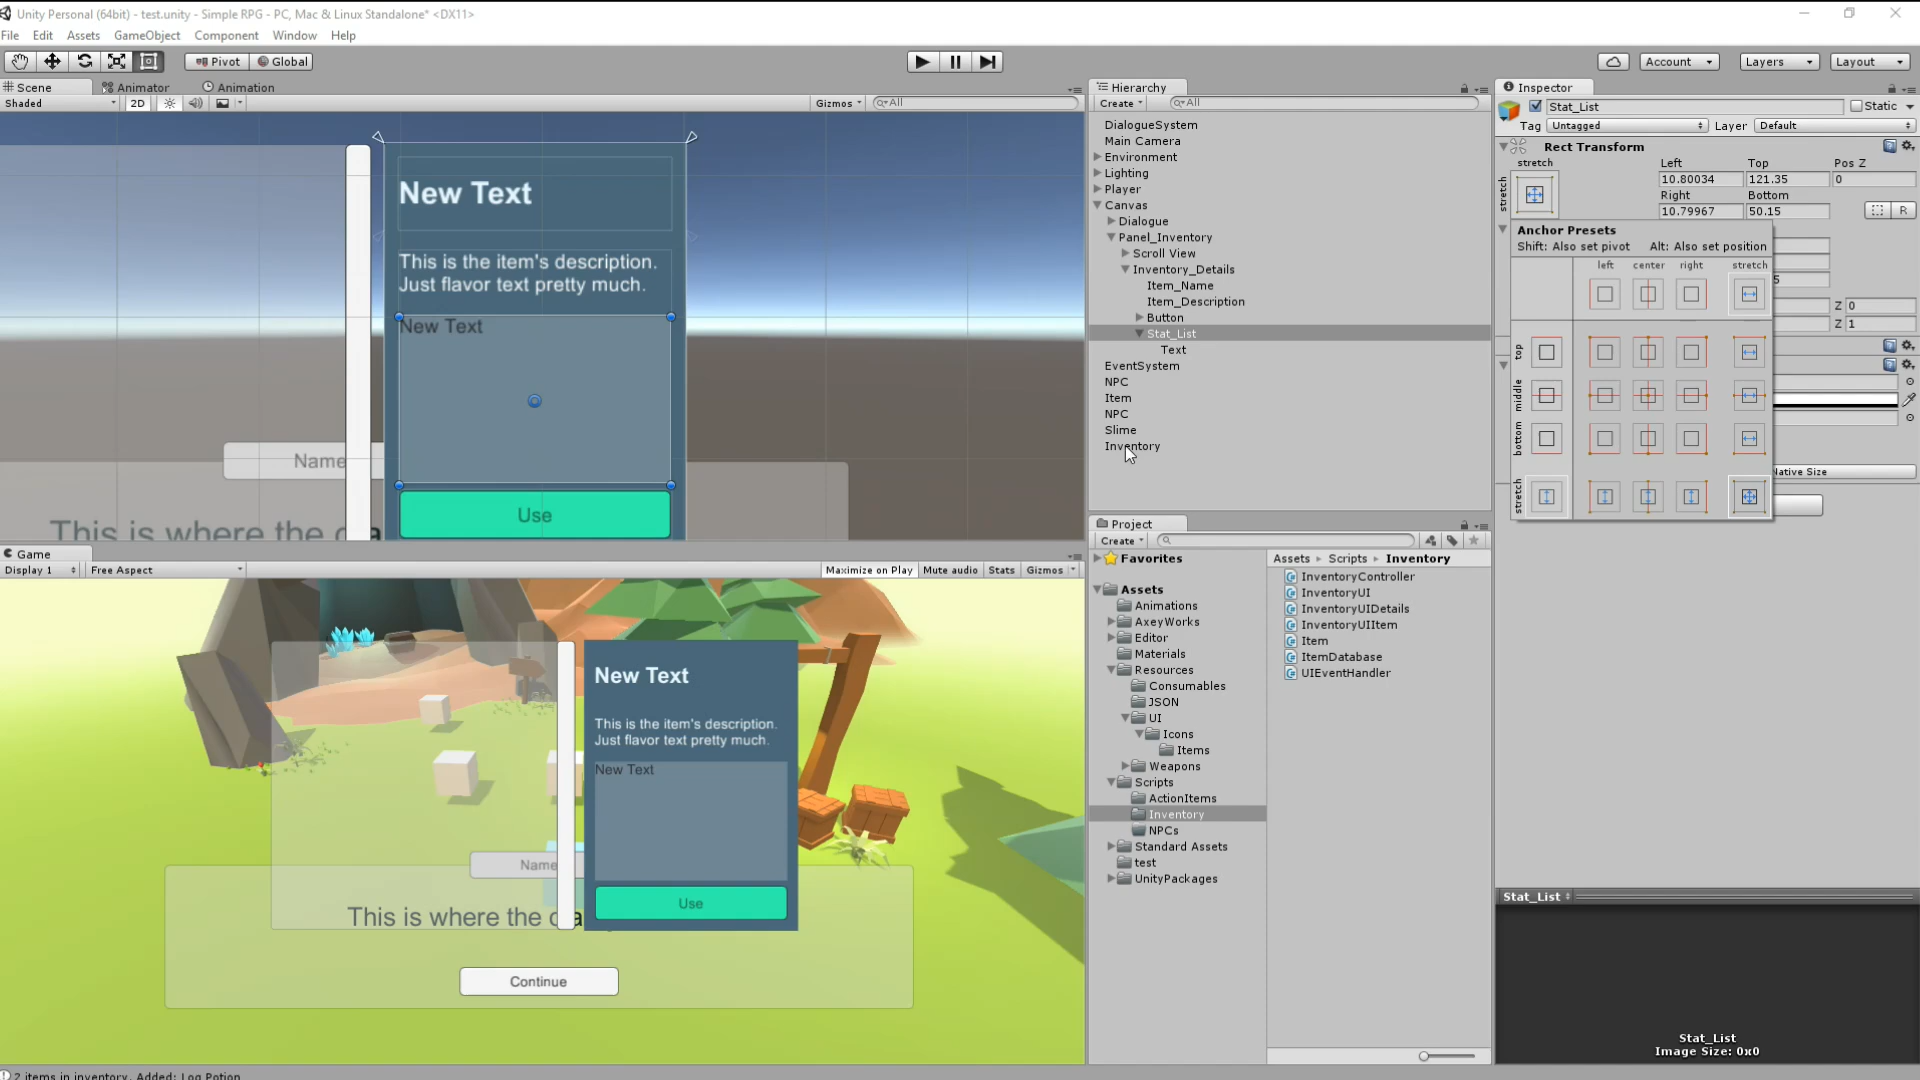 Unity Personal (64bit) - test.unity - Simple RPG - PC, Mac & Linux Standalone* <DX11>
File Edit Assets GameObject Component Window Help
Pivot Global Account Layers Layout
Scene Animator Animation
Shaded 2D Gizmos All
New Text
This is the item's description.
Just flavor text pretty much.
New Text
Name
Use
This is where the
Game
Display 1 Free Aspect Maximize on Play Mute audio Stats Gizmos
New Text
This is the item's description.
Just flavor text pretty much.
New Text
Name
Use
This is where the
Continue
2 items in inventory. Added: Log Potion
Hierarchy
Create All
DialogueSystem
Main Camera
Environment
Lighting
Player
Canvas
Dialogue
Panel_Inventory
Scroll View
Inventory_Details
Item_Name
Item_Description
Button
Stat_List
Text
EventSystem
NPC
Item
NPC
Slime
Inventory
Project
Create
Favorites
Assets
Animations
AxeyWorks
Editor
Materials
Resources
Consumables
JSON
UI
Icons
Items
Weapons
Scripts
ActionItems
Inventory
NPCs
Standard Assets
test
UnityPackages
Assets Scripts Inventory
InventoryController
InventoryUI
InventoryUIDetails
InventoryUIItem
Item
ItemDatabase
UIEventHandler
Inspector
Stat_List Static
Tag Untagged Layer Default
Rect Transform
stretch Left Top Pos Z
stretch 10.80034 121.35 0
Right Bottom
10.79967 50.15 R
Anchor Presets
Shift: Also set pivot Alt: Also set position
left center right stretch
top
middle
bottom
stretch
5
Z 0
Z 1
Native Size
Stat_List
Stat_List
Image Size: 0x0